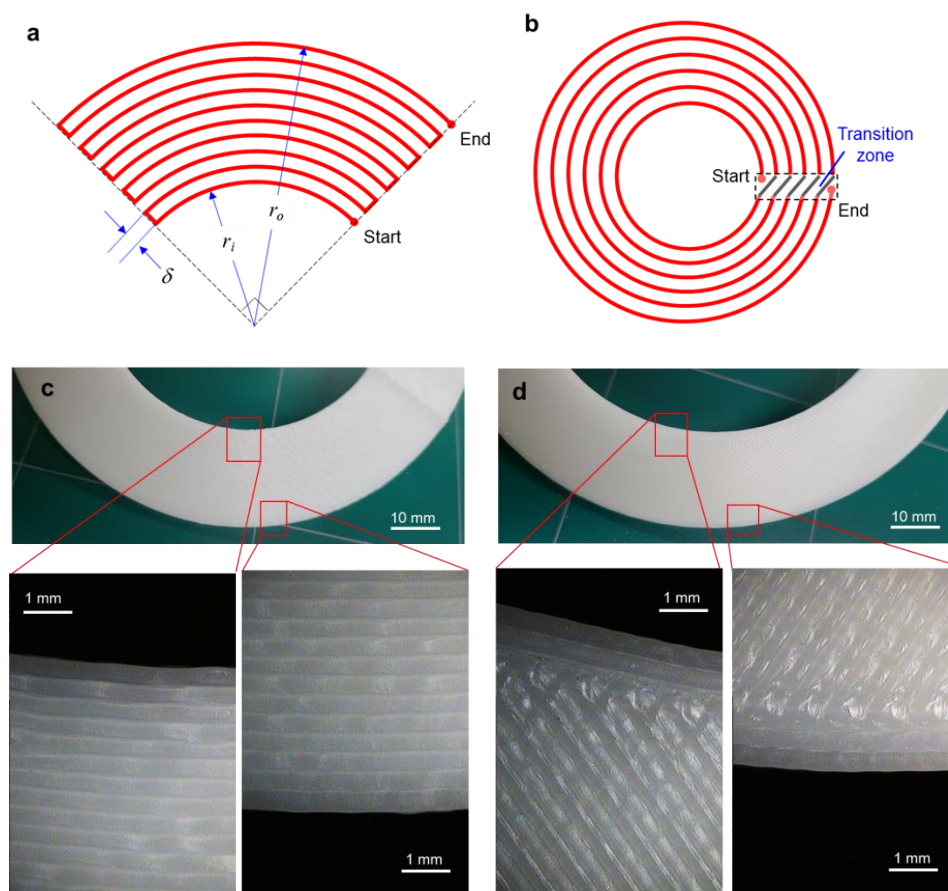 a
End
Start
r_o
r_i
δ
b
Start
Transition
zone
End
c
10 mm
d
10 mm
1 mm
1 mm
1 mm
1 mm